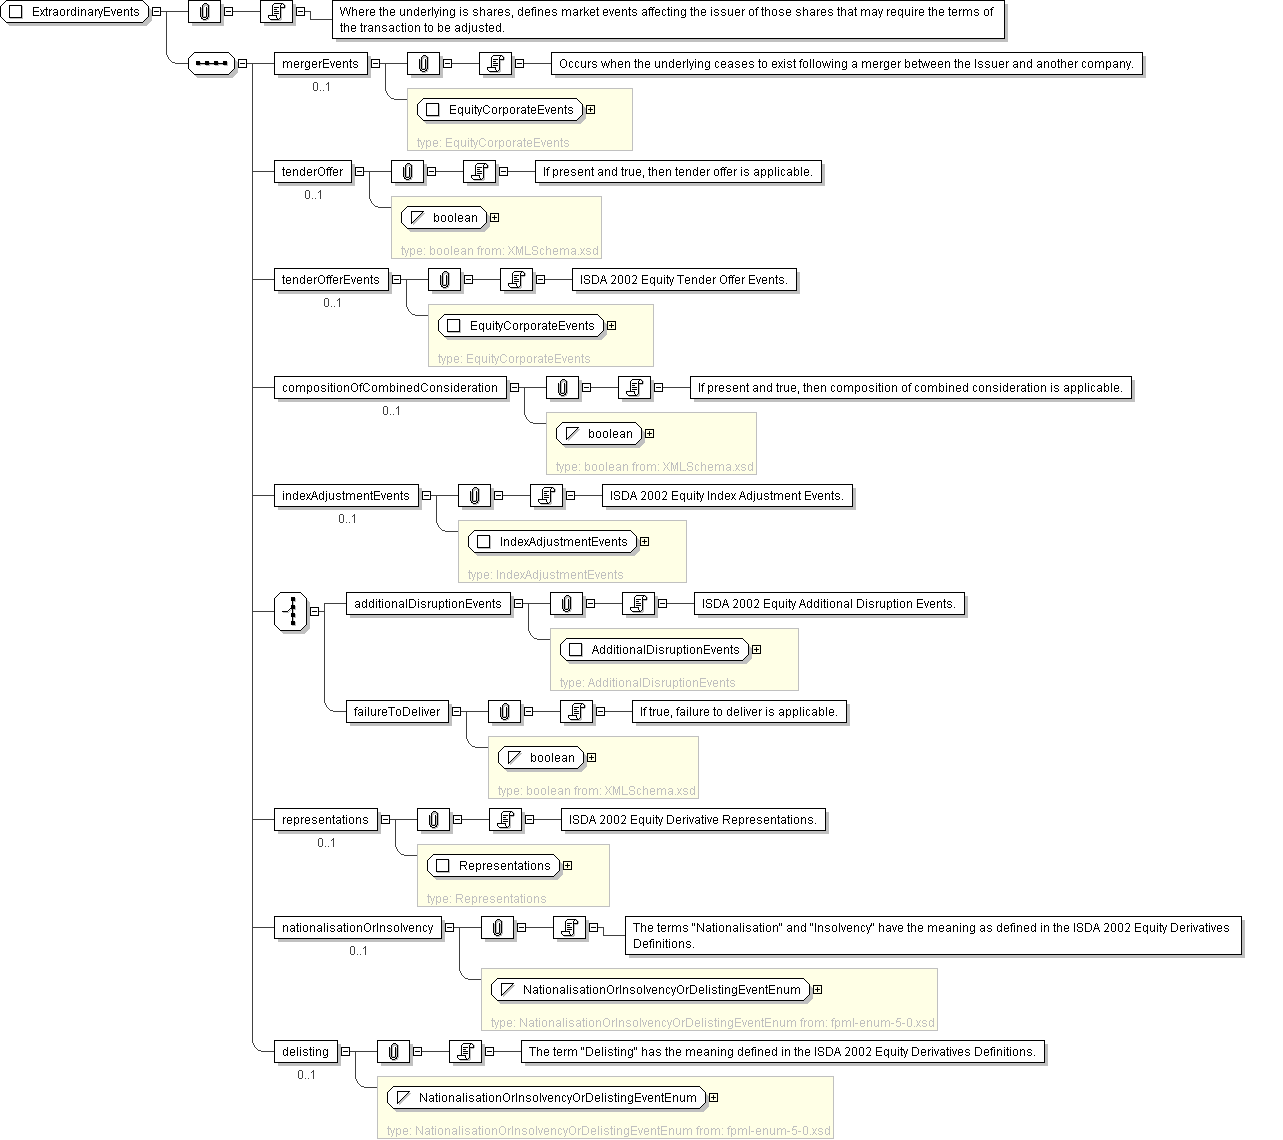 ExtraordinaryEvents
Where the underlying is shares, defines market events affecting the issuer of those shares that may require the terms of
the transaction to be adjusted.
mergerEvents
Occurs when the underlying ceases to exist following a merger between the Issuer and another company.
0..1
EquityCorporateEvents
type: EquityCorporateEvents
tenderOffer
If present and true, then tender offer is applicable.
0..1
boolean
type: boolean from: XMLSchema.xsd
tenderOfferEvents
ISDA 2002 Equity Tender Offer Events.
0..1
EquityCorporateEvents
type: EquityCorporateEvents
compositionOfCombinedConsideration
If present and true, then composition of combined consideration is applicable.
0..1
boolean
type: boolean from: XMLSchema.xsd
indexAdjustmentEvents
ISDA 2002 Equity Index Adjustment Events.
0..1
IndexAdjustmentEvents
type: IndexAdjustmentEvents
additionalDisruptionEvents
ISDA 2002 Equity Additional Disruption Events.
AdditionalDisruptionEvents
type: AdditionalDisruptionEvents
failureToDeliver
If true, failure to deliver is applicable.
boolean
type: boolean from: XMLSchema.xsd
representations
ISDA 2002 Equity Derivative Representations.
0..1
Representations
type: Representations
nationalisationOrInsolvency
The terms "Nationalisation" and "Insolvency" have the meaning as defined in the ISDA 2002 Equity Derivatives
Definitions.
0..1
NationalisationOrInsolvencyOrDelistingEventEnum
type: NationalisationOrInsolvencyOrDelistingEventEnum from: fpml-enum-5-0.xsd
delisting
The term "Delisting" has the meaning defined in the ISDA 2002 Equity Derivatives Definitions.
0..1
NationalisationOrInsolvencyOrDelistingEventEnum
type: NationalisationOrInsolvencyOrDelistingEventEnum from: fpml-enum-5-0.xsd